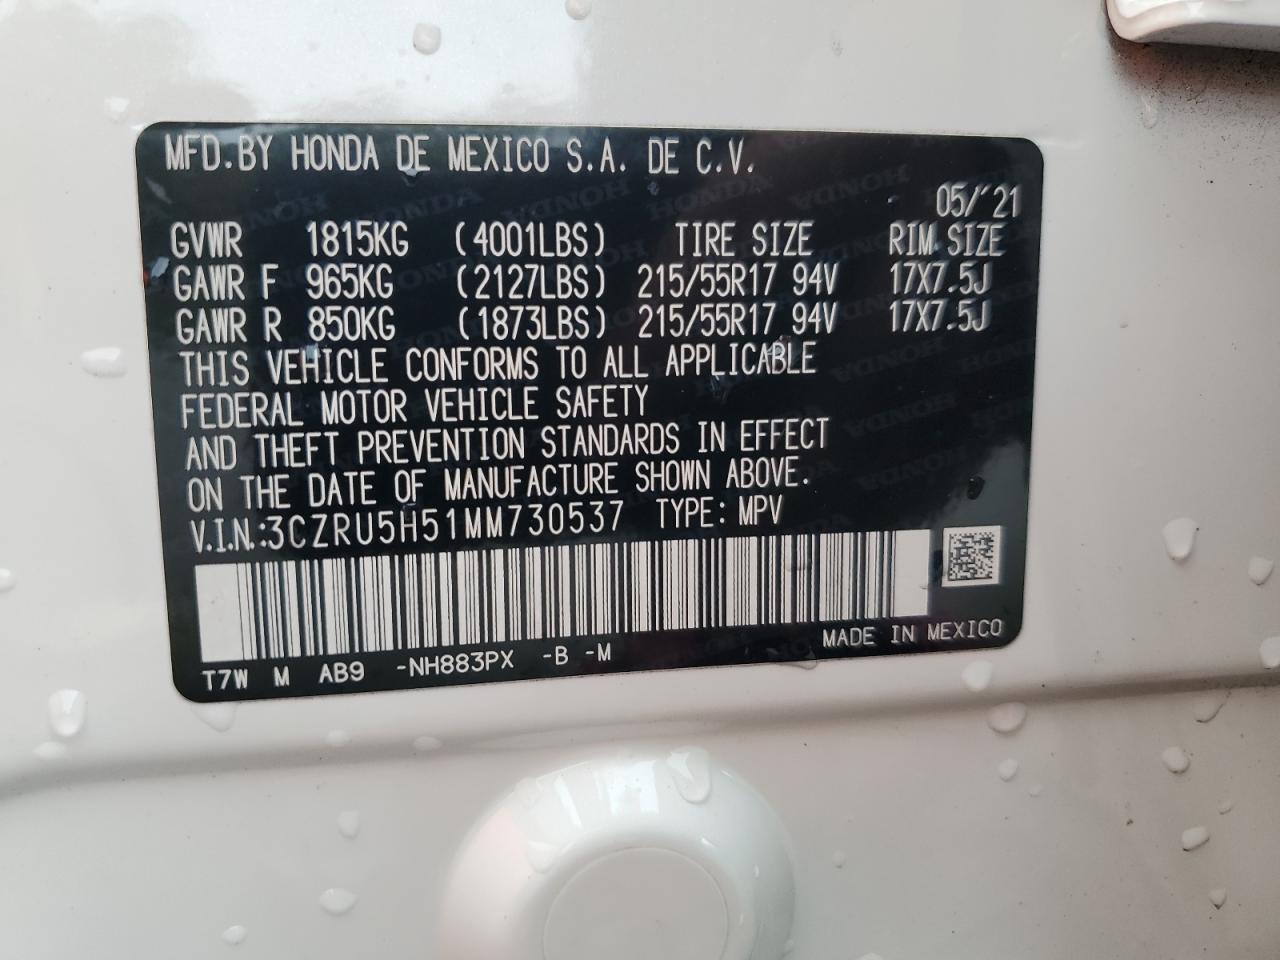 MFD.BY HONDA DE MEXICO S.A. DE C.V.
05/'21
GVWR 1815KG (4001LBS) TIRE SIZE RIM SIZE
GAWR F 965KG (2127LBS) 215/55R17 94V 17X7.5J
GAWR R 850KG (1873LBS) 215/55R17 94V 17X7.5J
THIS VEHICLE CONFORMS TO ALL APPLICABLE
FEDERAL MOTOR VEHICLE SAFETY
AND THEFT PREVENTION STANDARDS IN EFFECT
ON THE DATE OF MANUFACTURE SHOWN ABOVE.
V.I.N.:3CZRU5H51MM730537 TYPE: MPV
MADE IN MEXICO
T7W M AB9 -NH883PX -B -M